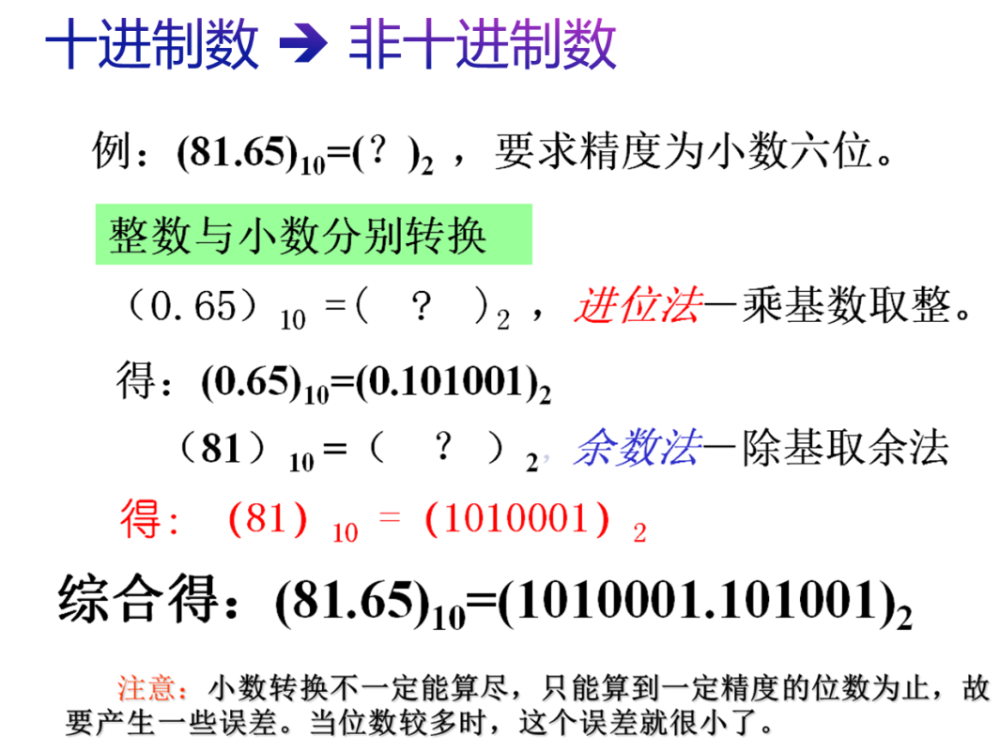 十进制数 ➔ 非十进制数
例：(81.65)₁₀=(？)₂ ，要求精度为小数六位。
整数与小数分别转换
（0.65）₁₀ =( ？ )₂ ，进位法—乘基数取整。
得：(0.65)₁₀=(0.101001)₂
（81）₁₀ =（ ？ ）₂，余数法—除基取余法
得：（81）₁₀ =（1010001）₂
综合得：(81.65)₁₀=(1010001.101001)₂
注意：小数转换不一定能算尽，只能算到一定精度的位数为止，故
要产生一些误差。当位数较多时，这个误差就很小了。